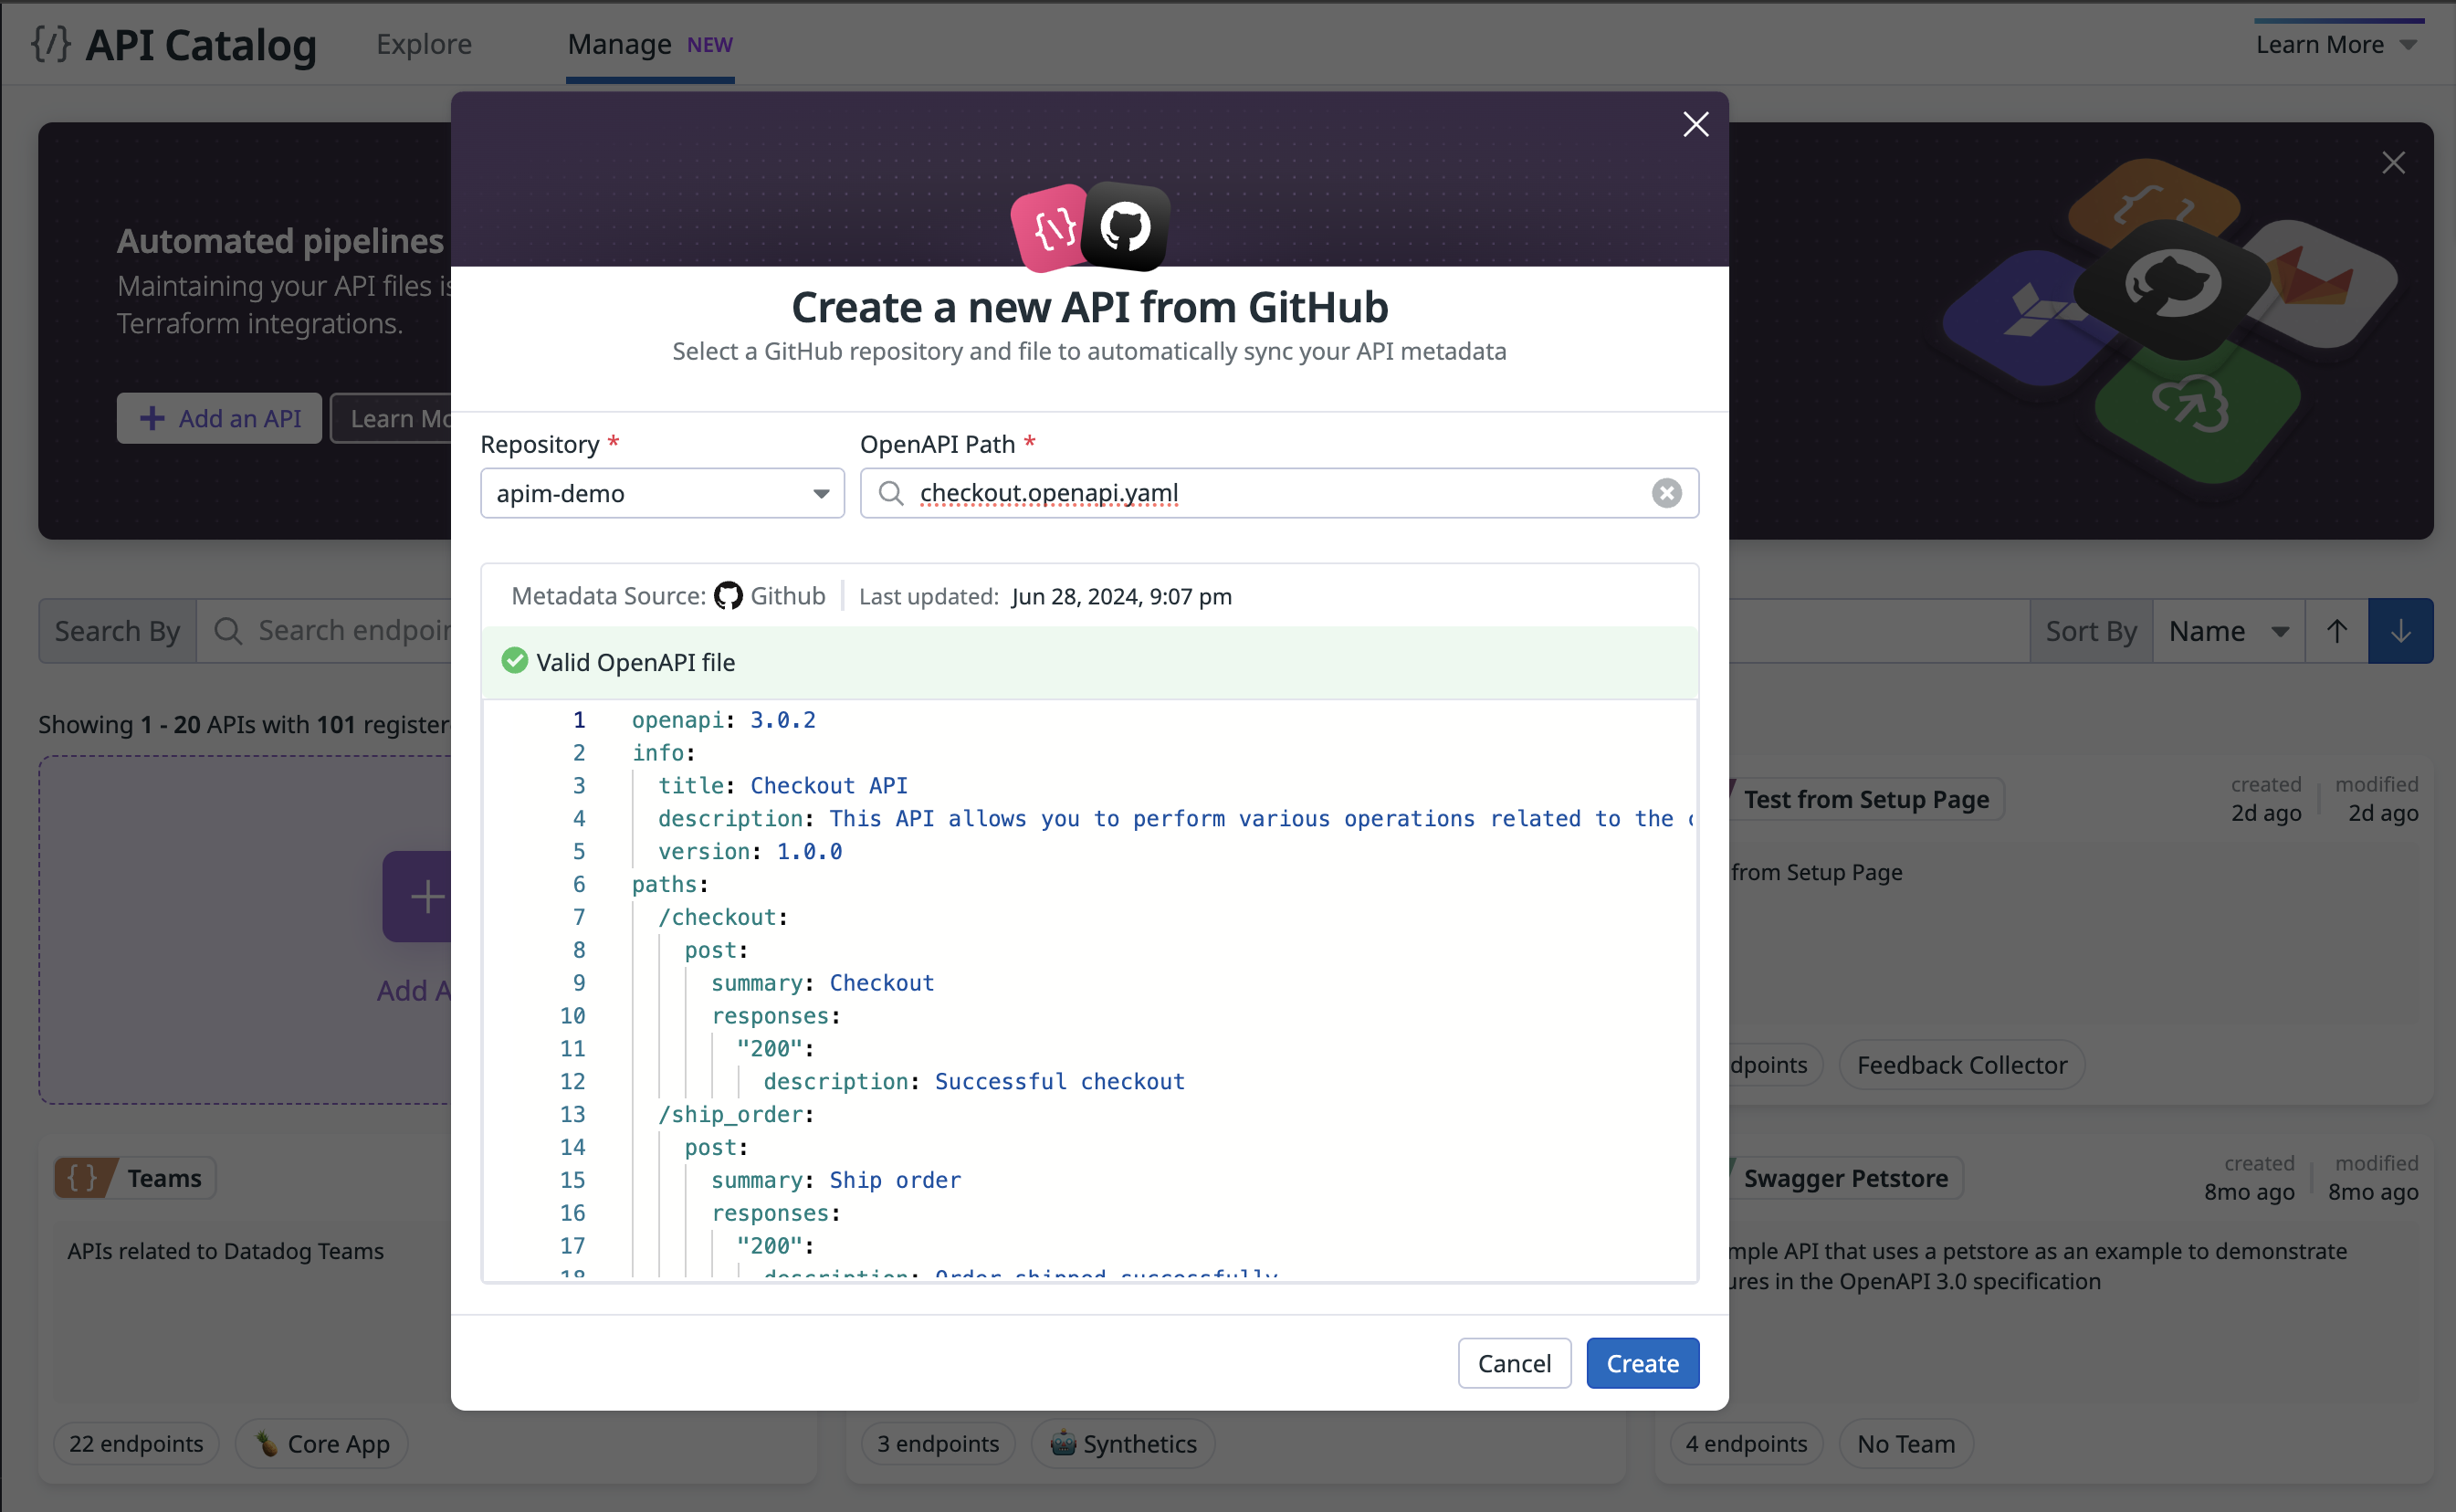 {/} API Catalog Explore Manage NEW Learn More
Automated pipelines
Maintaining your API files is
Terraform integrations.
Add an API Learn Mo
Create a new API from GitHub
Select a GitHub repository and file to automatically sync your API metadata
Repository * OpenAPI Path *
apim-demo checkout.openapi.yaml
Metadata Source: Github Last updated: Jun 28, 2024, 9:07 pm
Valid OpenAPI file
1 openapi: 3.0.2
2 info:
3 title: Checkout API
4 description: This API allows you to perform various operations related to the
5 version: 1.0.0
6 paths:
7 /checkout:
8 post:
9 summary: Checkout
10 responses:
11 "200":
12 description: Successful checkout
13 /ship_order:
14 post:
15 summary: Ship order
16 responses:
17 "200":
18 description: Order shipped successfully
Cancel Create
Search By Search endpoin Sort By Name
Showing 1 - 20 APIs with 101 register
Add A
Test from Setup Page created modified
2d ago 2d ago
from Setup Page
dpoints Feedback Collector
{ } Teams
APIs related to Datadog Teams
22 endpoints Core App
3 endpoints Synthetics
Swagger Petstore created modified
8mo ago 8mo ago
mple API that uses a petstore as an example to demonstrate
ures in the OpenAPI 3.0 specification
4 endpoints No Team